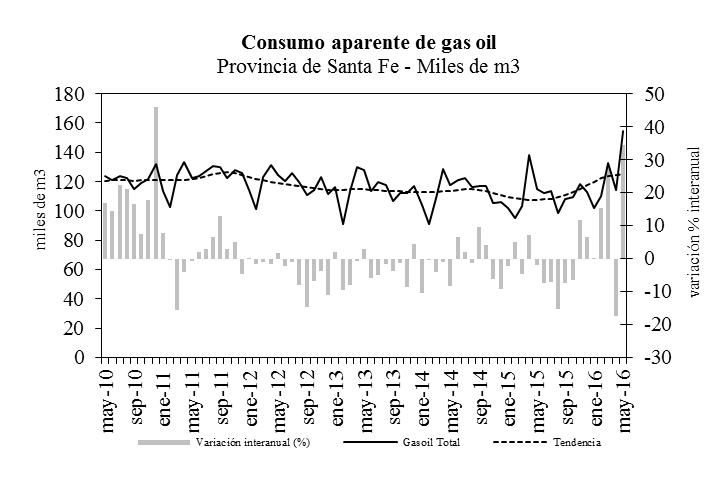 Consumo aparente de gas oil
Provincia de Santa Fe - Miles de m3
180
160
140
120
100
80
60
40
20
0
miles de m3
50
40
30
20
10
0
-10
-20
-30
variación % interanual
may-10
sep-10
ene-11
may-11
sep-11
ene-12
may-12
sep-12
ene-13
may-13
sep-13
ene-14
may-14
sep-14
ene-15
may-15
sep-15
ene-16
may-16
Variación interanual (%)
Gasoil Total
Tendencia